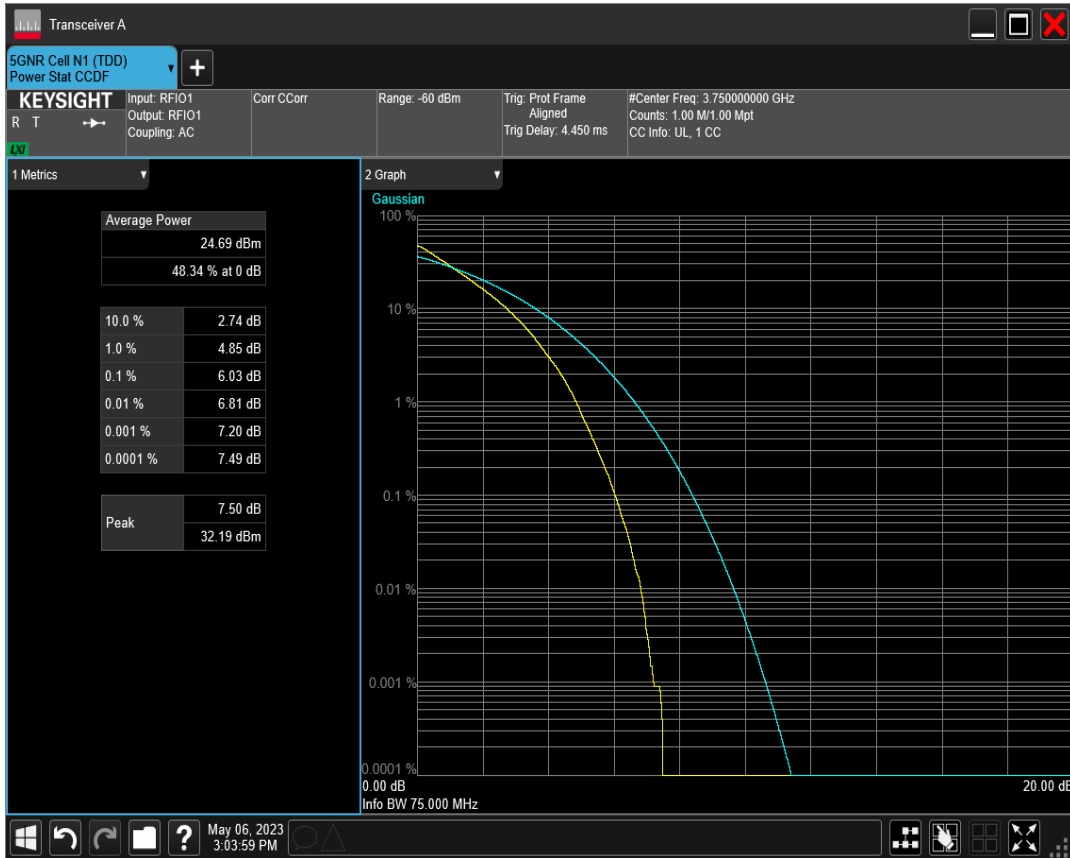 Transceiver A
5GNR Cell N1 (TDD)
Power Stat CCDF
+
KEYSIGHT
R T
LXI
Input: RFIO1
Output: RFIO1
Coupling: AC
Corr CCorr
Range: -60 dBm
Trig: Prot Frame
Aligned
Trig Delay: 4.450 ms
#Center Freq: 3.750000000 GHz
Counts: 1.00 M/1.00 Mpt
CC Info: UL, 1 CC
1 Metrics
Average Power
24.69 dBm
48.34 % at 0 dB
10.0 % 2.74 dB
1.0 % 4.85 dB
0.1 % 6.03 dB
0.01 % 6.81 dB
0.001 % 7.20 dB
0.0001 % 7.49 dB
Peak 7.50 dB
32.19 dBm
2 Graph
Gaussian
100 %
10 %
1 %
0.1 %
0.01 %
0.001 %
0.0001 %
0.00 dB 20.00 dB
Info BW 75.000 MHz
?
May 06, 2023
3:03:59 PM